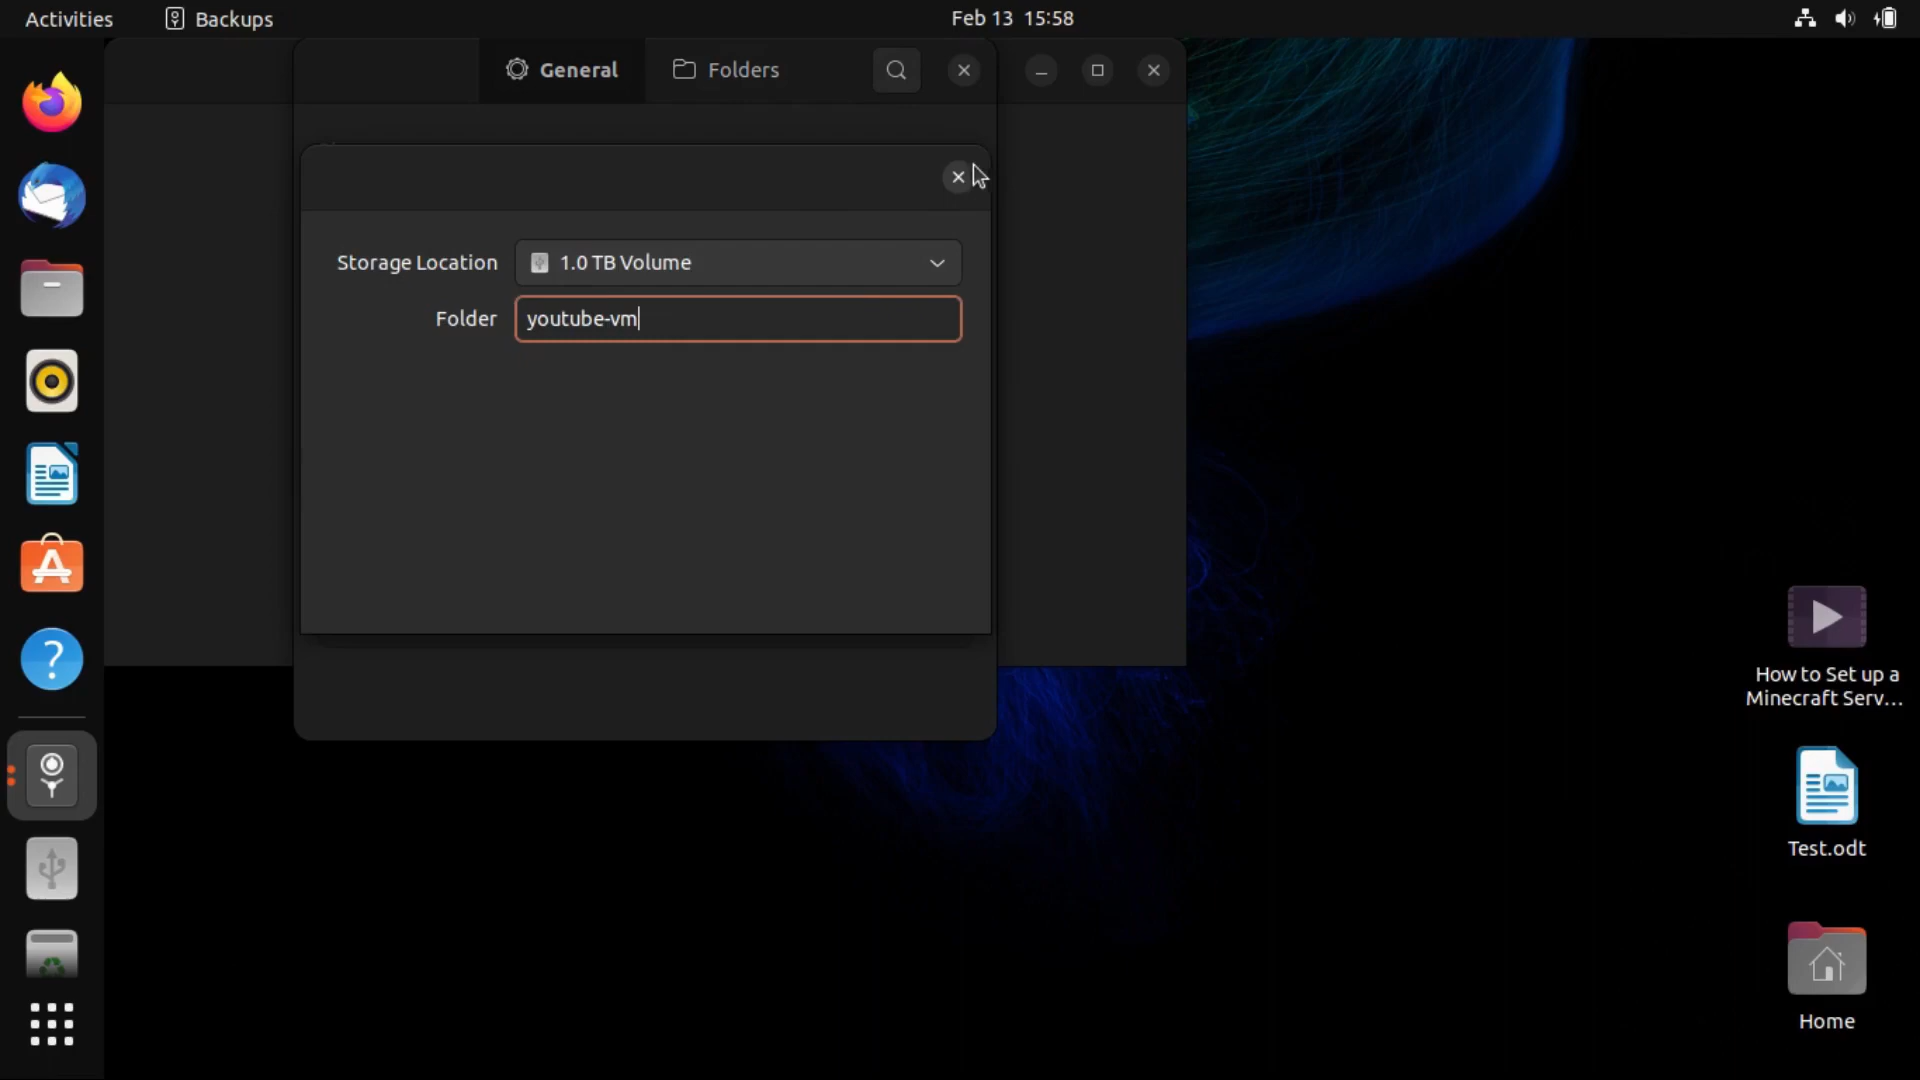 Activities
Backups
Feb 13 15:58
General
Folders
Storage Location
1.0 TB Volume
Folder
youtube-vm
How to Set up a
Minecraft Serv...
Test.odt
Home